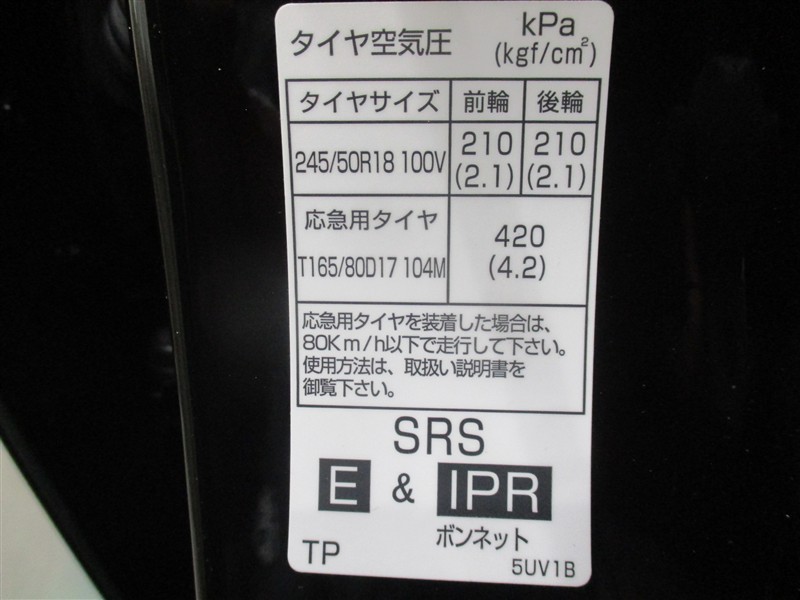 タイヤ空気圧 kPa
(kgf/cm²)
タイヤサイズ 前輪 後輪
245/50R18 100V 210 210
(2.1) (2.1)
応急用タイヤ 420
T165/80D17 104M (4.2)
応急用タイヤを装着した場合は、
80Km/h以下で走行して下さい。
使用方法は、取扱い説明書を
御覧下さい。
SRS
E & IPR
ボンネット
TP 5UV1B